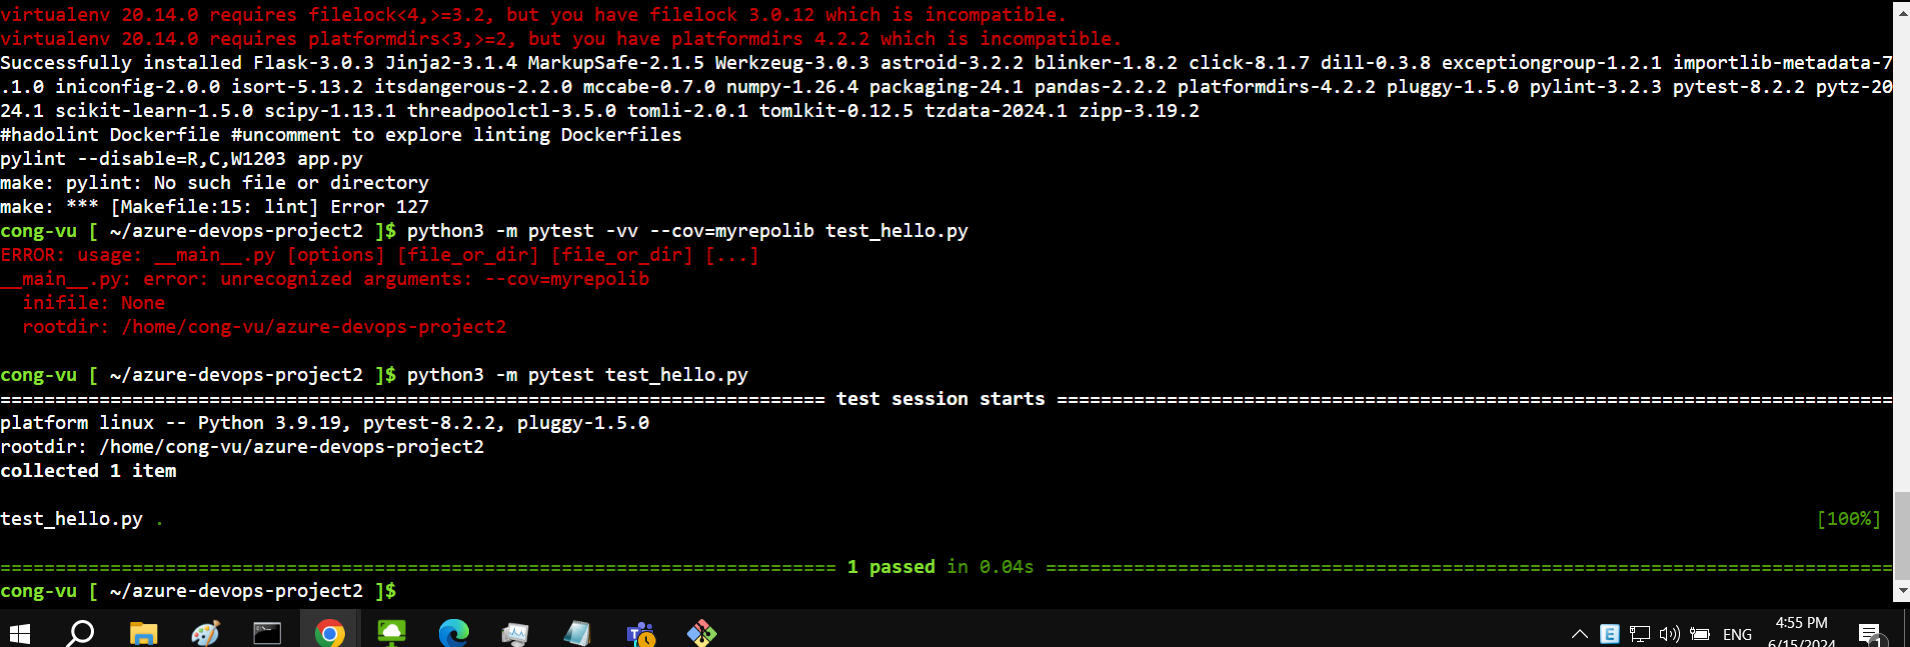 virtualenv 20.14.0 requires filelock<4,>=3.2, but you have filelock 3.0.12 which is incompatible.
virtualenv 20.14.0 requires platformdirs<3,>=2, but you have platformdirs 4.2.2 which is incompatible.
Successfully installed Flask-3.0.3 Jinja2-3.1.4 MarkupSafe-2.1.5 Werkzeug-3.0.3 astroid-3.2.2 blinker-1.8.2 click-8.1.7 dill-0.3.8 exceptiongroup-1.2.1 importlib-metadata-7
.1.0 iniconfig-2.0.0 isort-5.13.2 itsdangerous-2.2.0 mccabe-0.7.0 numpy-1.26.4 packaging-24.1 pandas-2.2.2 platformdirs-4.2.2 pluggy-1.5.0 pylint-3.2.3 pytest-8.2.2 pytz-20
24.1 scikit-learn-1.5.0 scipy-1.13.1 threadpoolctl-3.5.0 tomli-2.0.1 tomlkit-0.12.5 tzdata-2024.1 zipp-3.19.2
#hadolint Dockerfile #uncomment to explore linting Dockerfiles
pylint --disable=R,C,W1203 app.py
make: pylint: No such file or directory
make: *** [Makefile:15: lint] Error 127
cong-vu [ ~/azure-devops-project2 ]$ python3 -m pytest -vv --cov=myrepolib test_hello.py
ERROR: usage: __main__.py [options] [file_or_dir] [file_or_dir] [...]
__main__.py: error: unrecognized arguments: --cov=myrepolib
  inifile: None
  rootdir: /home/cong-vu/azure-devops-project2
cong-vu [ ~/azure-devops-project2 ]$ python3 -m pytest test_hello.py
=========================================================================== test session starts ============================================================================
platform linux -- Python 3.9.19, pytest-8.2.2, pluggy-1.5.0
rootdir: /home/cong-vu/azure-devops-project2
collected 1 item
test_hello.py . [100%]
============================================================================ 1 passed in 0.04s =============================================================================
cong-vu [ ~/azure-devops-project2 ]$
E ENG 4:55 PM
6/15/2024 1